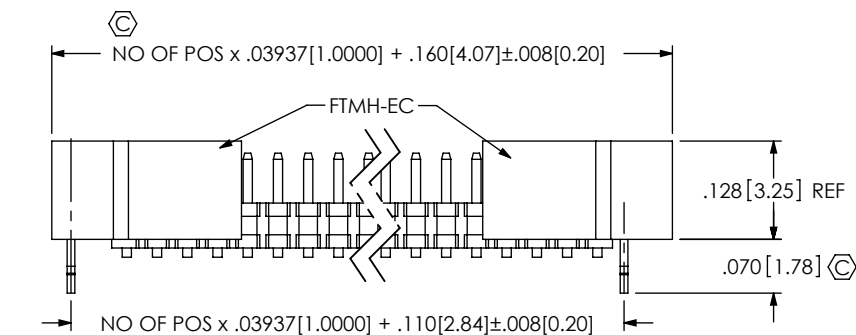 C
NO OF POS x .03937[1.0000] + .160[4.07]±.008[0.20]
FTMH-EC
.128[3.25] REF
.070[1.78] C
NO OF POS x .03937[1.0000] + .110[2.84]±.008[0.20]